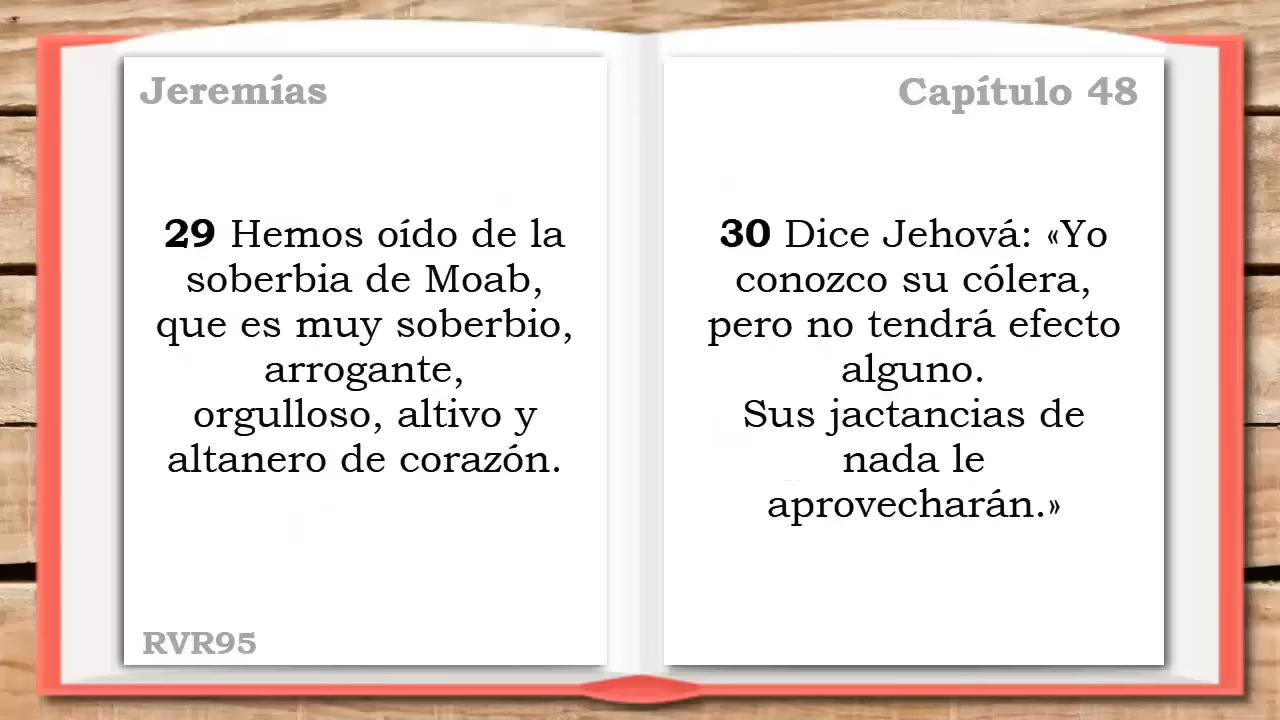 Jeremías
29 Hemos oído de la
soberbia de Moab,
que es muy soberbio,
arrogante,
orgulloso, altivo y
altanero de corazón.
RVR95
Capítulo 48
30 Dice Jehová: «Yo
conozco su cólera,
pero no tendrá efecto
alguno.
Sus jactancias de
nada le
aprovecharán.»